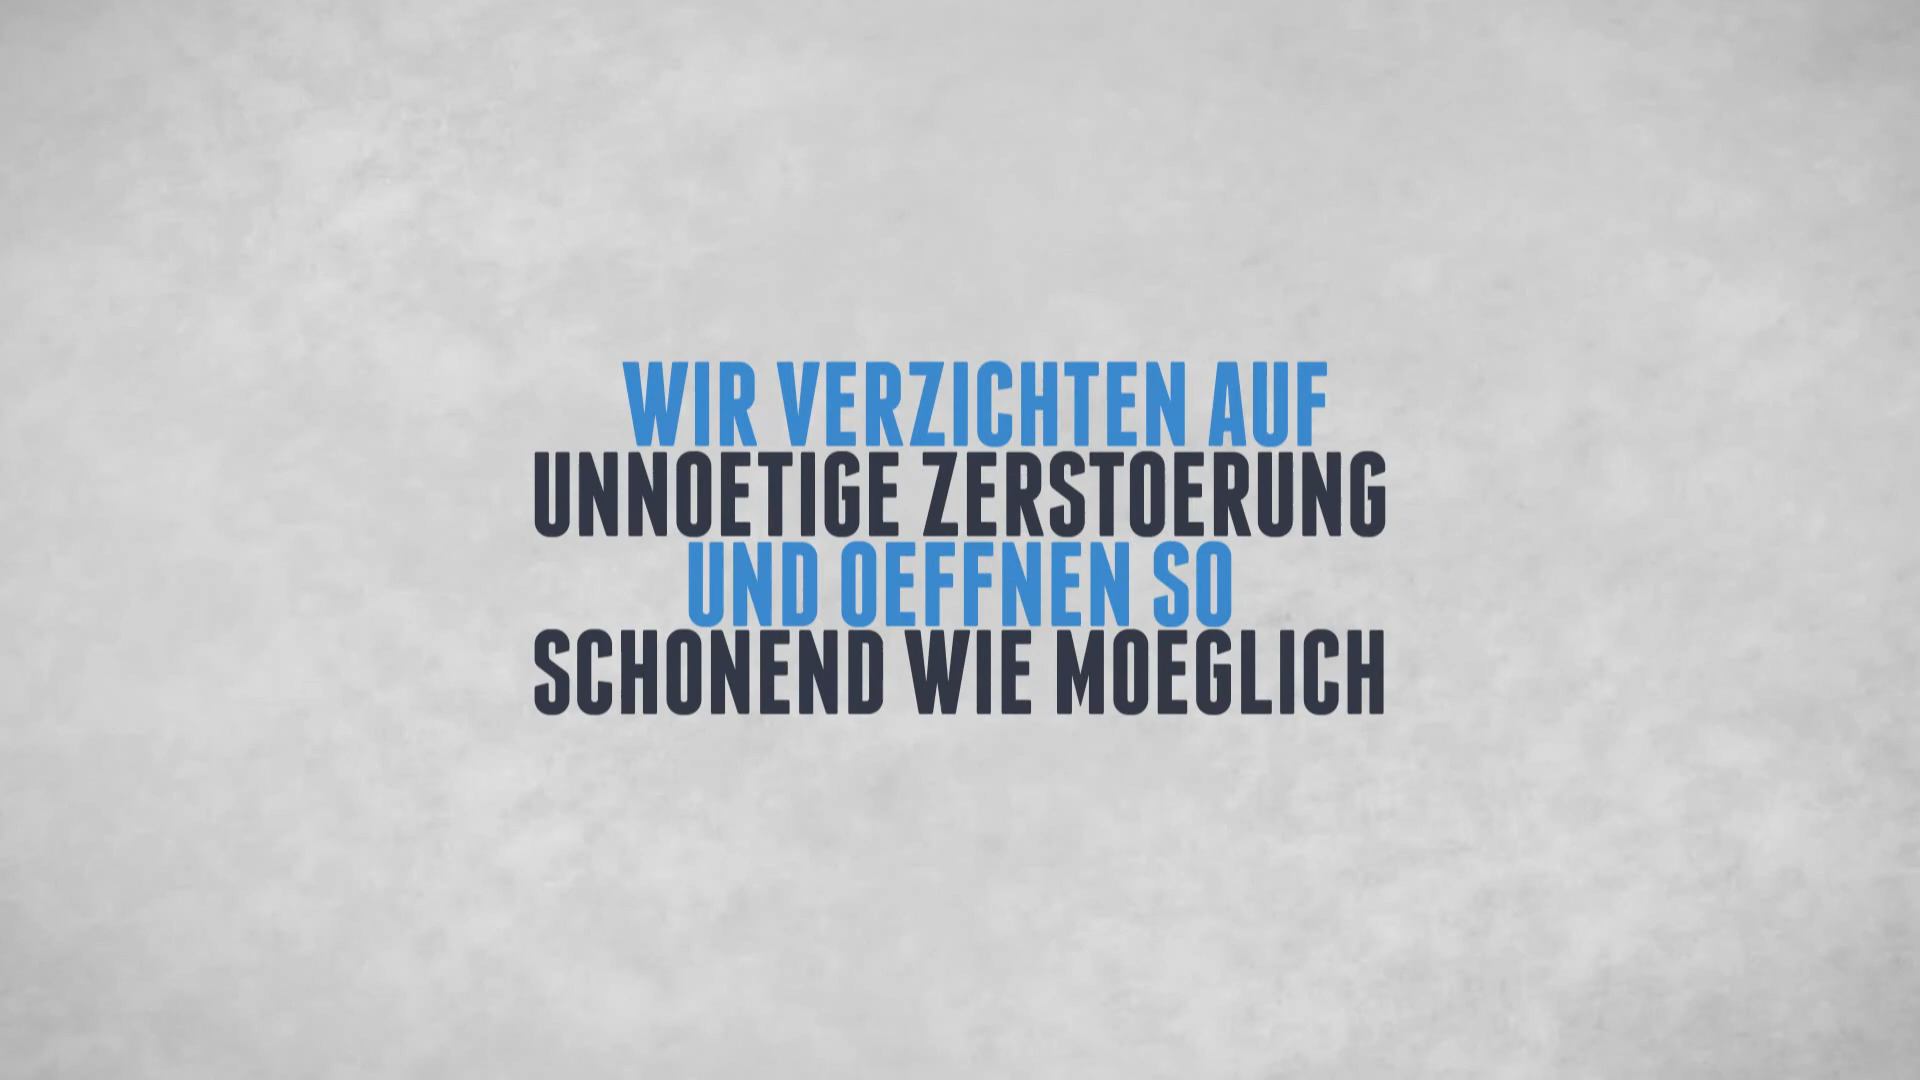 WIR VERZICHTEN AUF
UNNOETIGE ZERSTOERUNG
UND OEFFNEN SO
SCHONEND WIE MOEGLICH